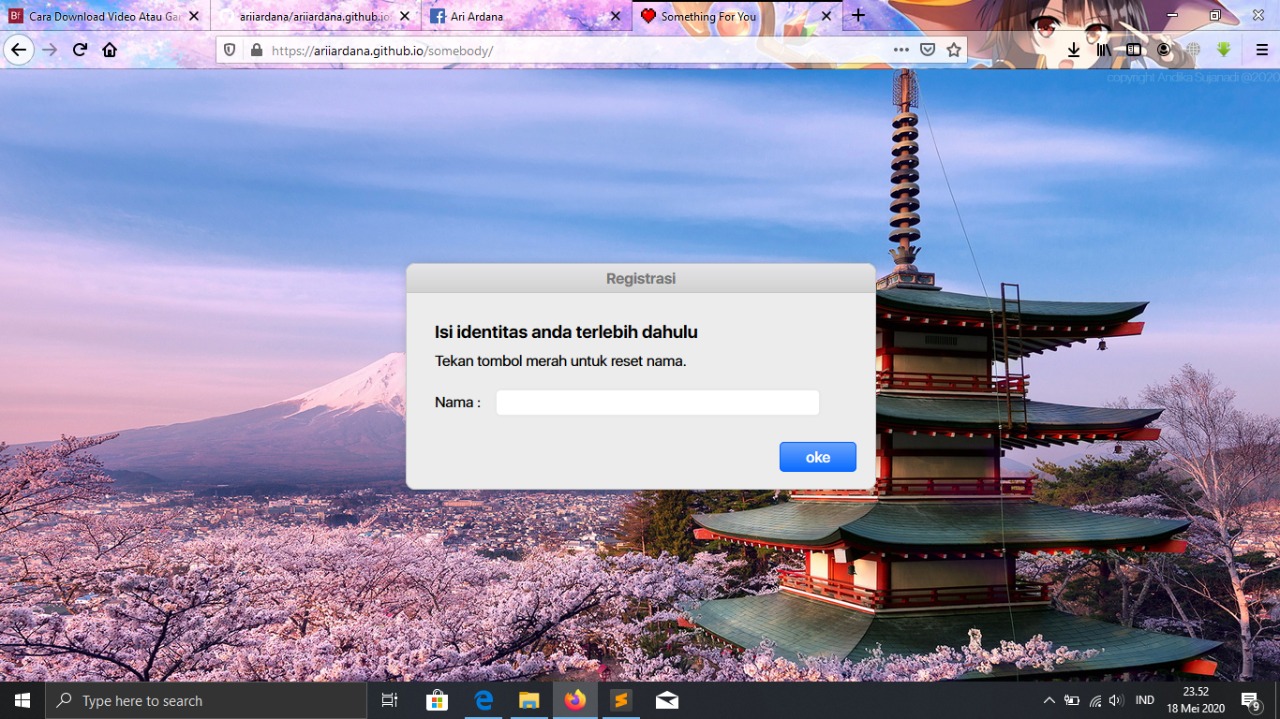 Cara Download Video Atau Ga
ariiardana/ariiardana.github.io
Ari Ardana
Something For You
https://ariiardana.github.io/somebody/
copyright Andika Sujanadi @2020
Registrasi
Isi identitas anda terlebih dahulu
Tekan tombol merah untuk reset nama.
Nama :
oke
Type here to search
IND
23.52
18 Mei 2020
9